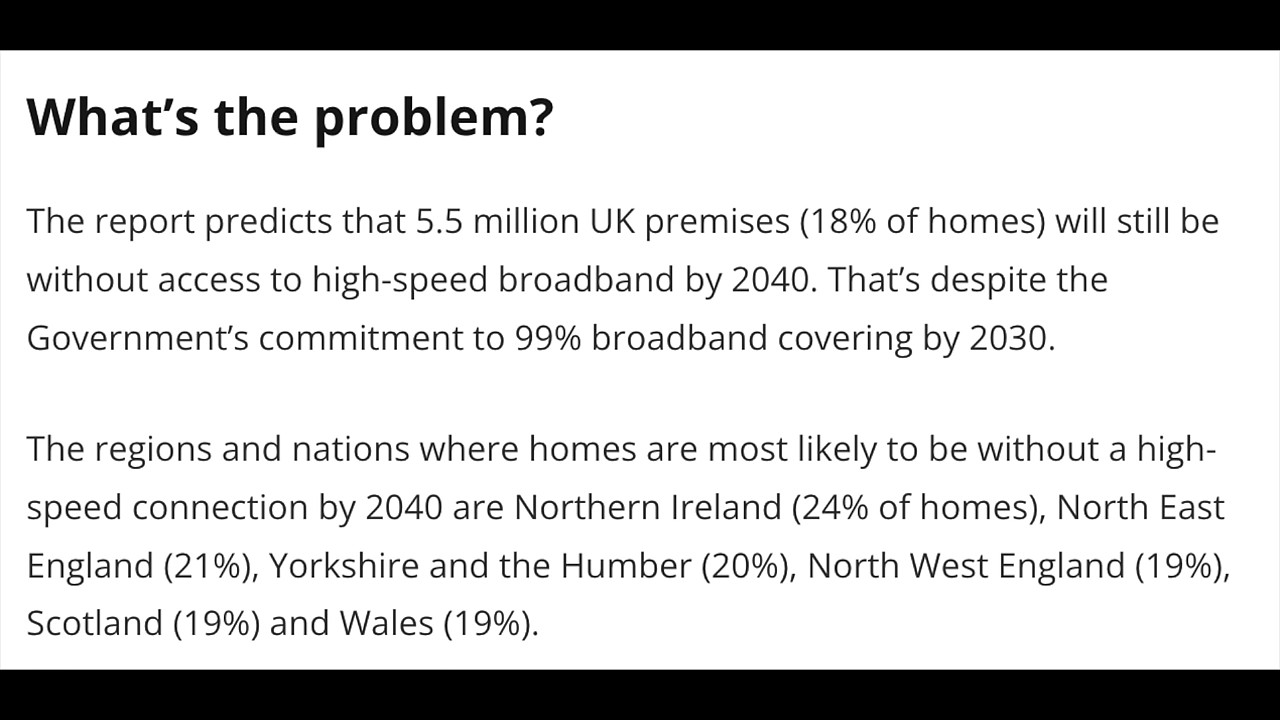 What’s the problem?
The report predicts that 5.5 million UK premises (18% of homes) will still be
without access to high-speed broadband by 2040. That’s despite the
Government’s commitment to 99% broadband covering by 2030.
The regions and nations where homes are most likely to be without a high-
speed connection by 2040 are Northern Ireland (24% of homes), North East
England (21%), Yorkshire and the Humber (20%), North West England (19%),
Scotland (19%) and Wales (19%).